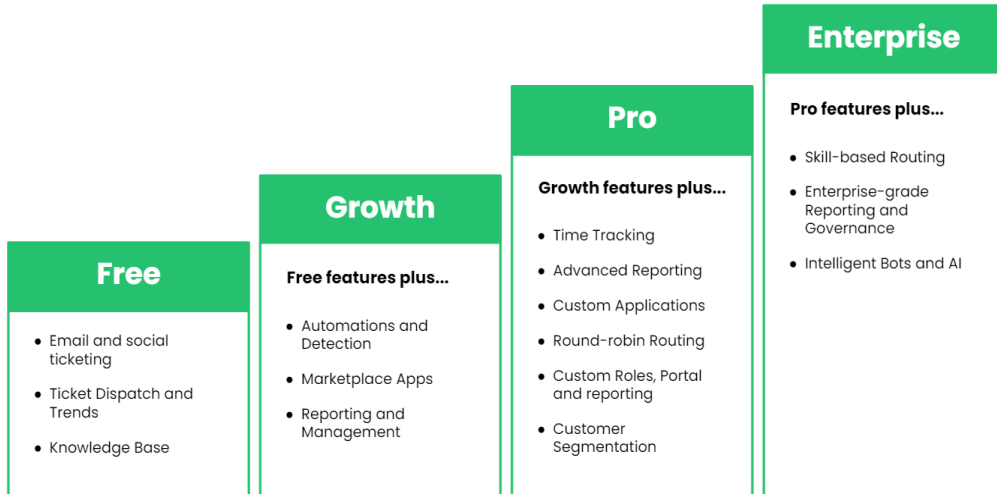 Free
Email and social
ticketing
Ticket Dispatch and
Trends
Knowledge Base
Growth
Free features plus...
Automations and
Detection
Marketplace Apps
Reporting and
Management
Pro
Growth features plus...
Time Tracking
Advanced Reporting
Custom Applications
Round-robin Routing
Custom Roles, Portal
and reporting
Customer
Segmentation
Enterprise
Pro features plus...
Skill-based Routing
Enterprise-grade
Reporting and
Governance
Intelligent Bots and AI